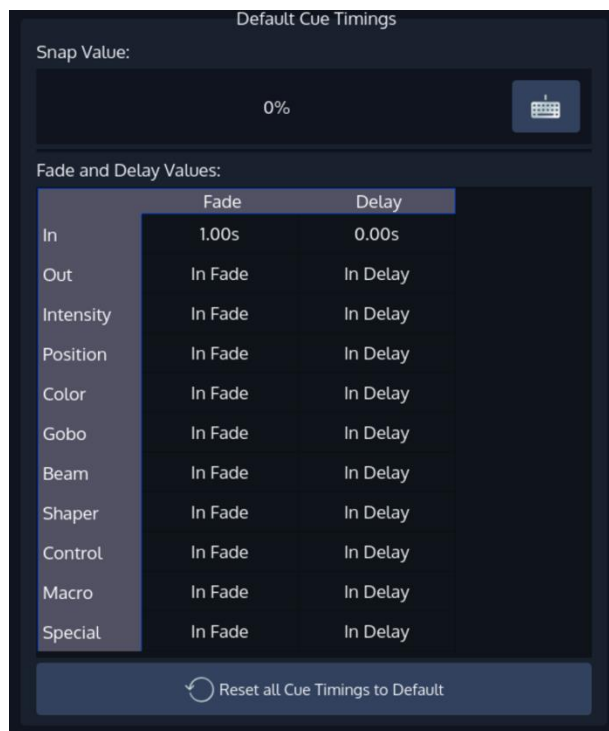 Default Cue Timings
Snap Value:
0%
Fade and Delay Values:
Fade Delay
In 1.00s 0.00s
Out In Fade In Delay
Intensity In Fade In Delay
Position In Fade In Delay
Color In Fade In Delay
Gobo In Fade In Delay
Beam In Fade In Delay
Shaper In Fade In Delay
Control In Fade In Delay
Macro In Fade In Delay
Special In Fade In Delay
Reset all Cue Timings to Default